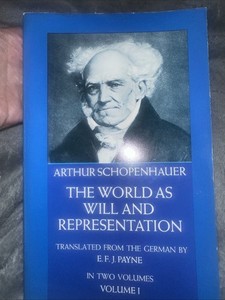 ARTHUR SCHOPENHAUER
THE WORLD AS
WILL AND
REPRESENTATION
TRANSLATED FROM THE GERMAN BY
E. F. J. PAYNE
IN TWO VOLUMES
VOLUME I